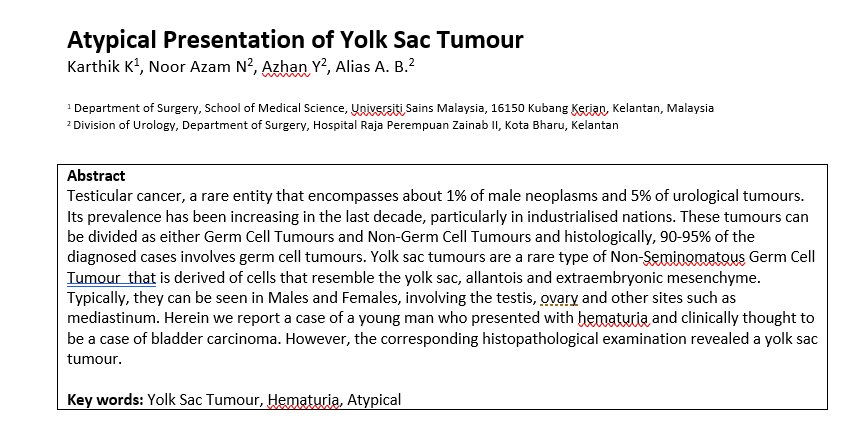 Atypical Presentation of Yolk Sac Tumour
Karthik K1, Noor Azam N2, Azhan Y2, Alias A. B.2
1 Department of Surgery, School of Medical Science, Universiti Sains Malaysia, 16150 Kubang Kerian, Kelantan, Malaysia
2 Division of Urology, Department of Surgery, Hospital Raja Perempuan Zainab II, Kota Bharu, Kelantan
Abstract
Testicular cancer, a rare entity that encompasses about 1% of male neoplasms and 5% of urological tumours.
Its prevalence has been increasing in the last decade, particularly in industrialised nations. These tumours can
be divided as either Germ Cell Tumours and Non-Germ Cell Tumours and histologically, 90-95% of the
diagnosed cases involves germ cell tumours. Yolk sac tumours are a rare type of Non-Seminomatous Germ Cell
Tumour that is derived of cells that resemble the yolk sac, allantois and extraembryonic mesenchyme.
Typically, they can be seen in Males and Females, involving the testis, ovary and other sites such as
mediastinum. Herein we report a case of a young man who presented with hematuria and clinically thought to
be a case of bladder carcinoma. However, the corresponding histopathological examination revealed a yolk sac
tumour.
Key words: Yolk Sac Tumour, Hematuria, Atypical